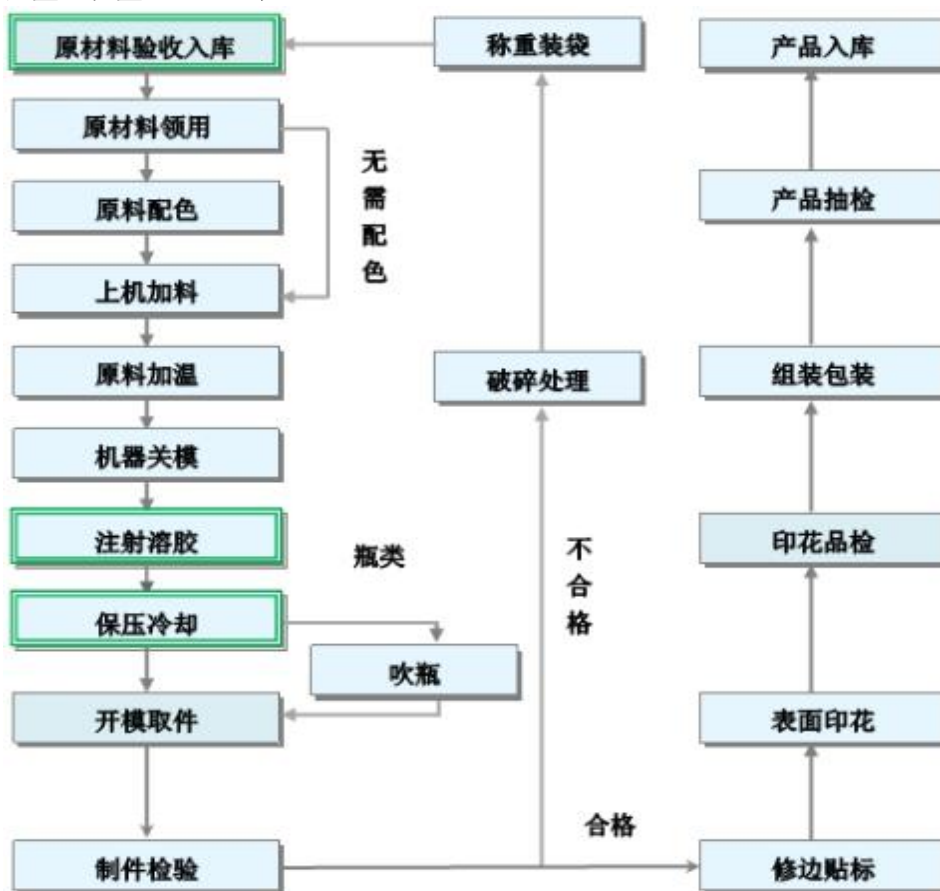 原材料验收入库
称重装袋
产品入库
原材料领用
无需配色
原料配色
产品抽检
上机加料
原料加温
破碎处理
组装包装
机器关模
注射溶胶
瓶类
不合格
印花品检
保压冷却
吹瓶
开模取件
表面印花
合格
制件检验
修边贴标